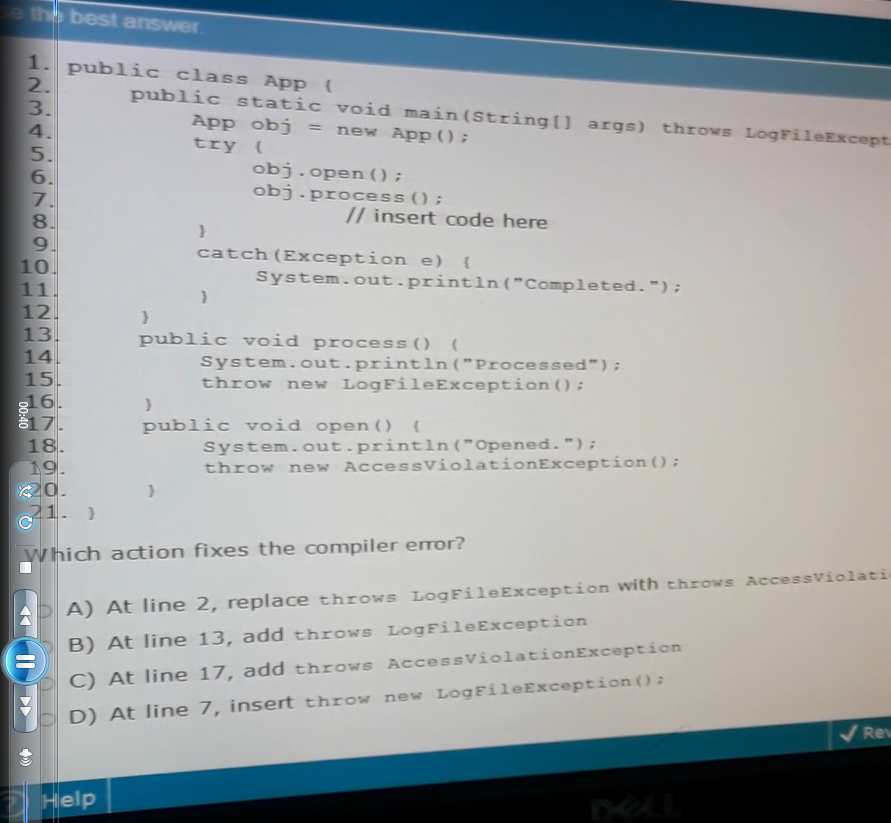 the best answer.
1. public class App {
2. public static void main(String[] args) throws LogFileExcept
3. App obj = new App();
4. try {
5. obj.open();
6. obj.process();
7. // insert code here
8. }
9. catch(Exception e) {
10. System.out.println("Completed.");
11. }
12. }
13. public void process() {
14. System.out.println("Processed");
15. throw new LogFileException();
16. }
17. public void open() {
18. System.out.println("Opened.");
19. throw new AccessViolationException();
20. }
21. }
00:40
Which action fixes the compiler error?
A) At line 2, replace throws LogFileException with throws AccessViolati
B) At line 13, add throws LogFileException
C) At line 17, add throws AccessViolationException
D) At line 7, insert throw new LogFileException();
Rev
? Help
DELL